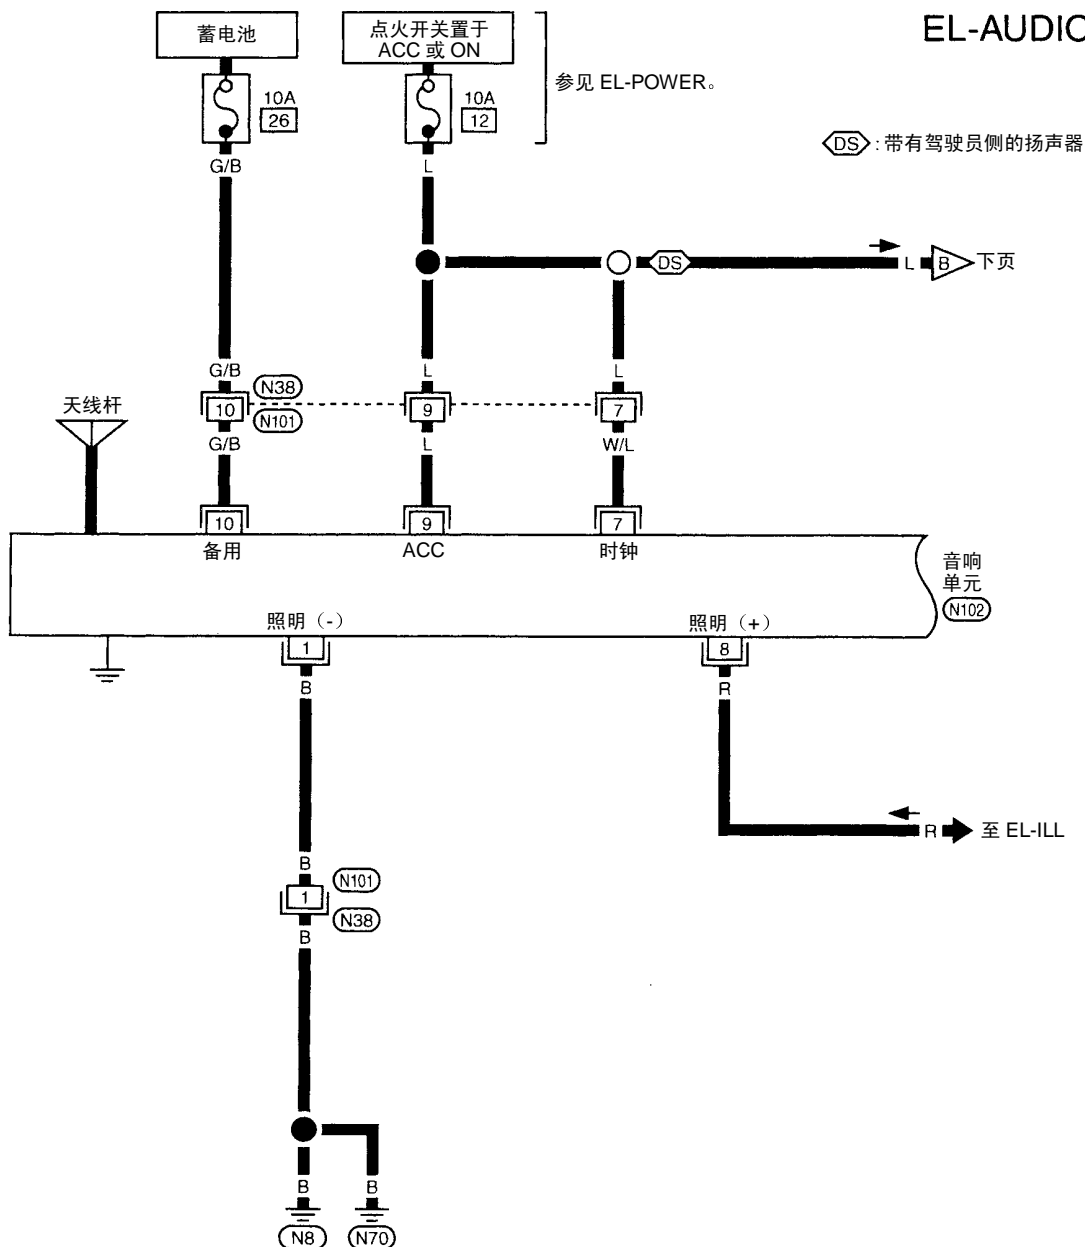 EL-AUDIO
蓄电池
点火开关置于
ACC 或 ON
参见 EL-POWER。
10A
26
10A
12
DS : 带有驾驶员侧的扬声器
G/B
L
DS
L
B
下页
G/B
L
L
N38
天线杆
10
9
7
N101
G/B
L
W/L
10
9
7
备用
ACC
时钟
音响
单元
N102
照明（-）
照明（+）
1
8
B
R
R
至 EL-ILL
B
N101
1
N38
B
B
B
N8
N70